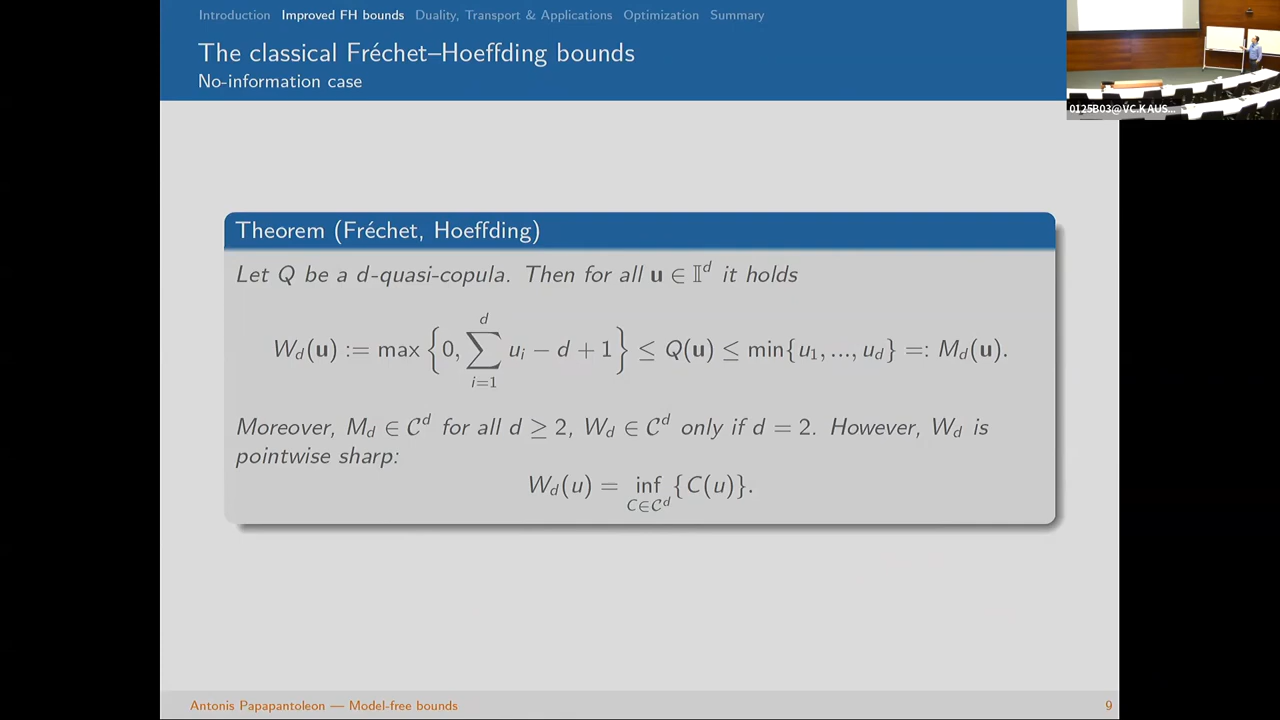 Introduction Improved FH bounds Duality, Transport & Applications Optimization Summary
The classical Fréchet–Hoeffding bounds
No-information case
0125B03@VC.KAUS...
Theorem (Fréchet, Hoeffding)
Let Q be a d-quasi-copula. Then for all u ∈ 𝕀^d it holds
W_d(u) := max {0, ∑_{i=1}^{d} u_i − d + 1} ≤ Q(u) ≤ min{u_1, ..., u_d} =: M_d(u).
Moreover, M_d ∈ 𝒞^d for all d ≥ 2, W_d ∈ 𝒞^d only if d = 2. However, W_d is
pointwise sharp:
W_d(u) = inf_{C∈𝒞^d} {C(u)}.
Antonis Papapantoleon — Model-free bounds 9